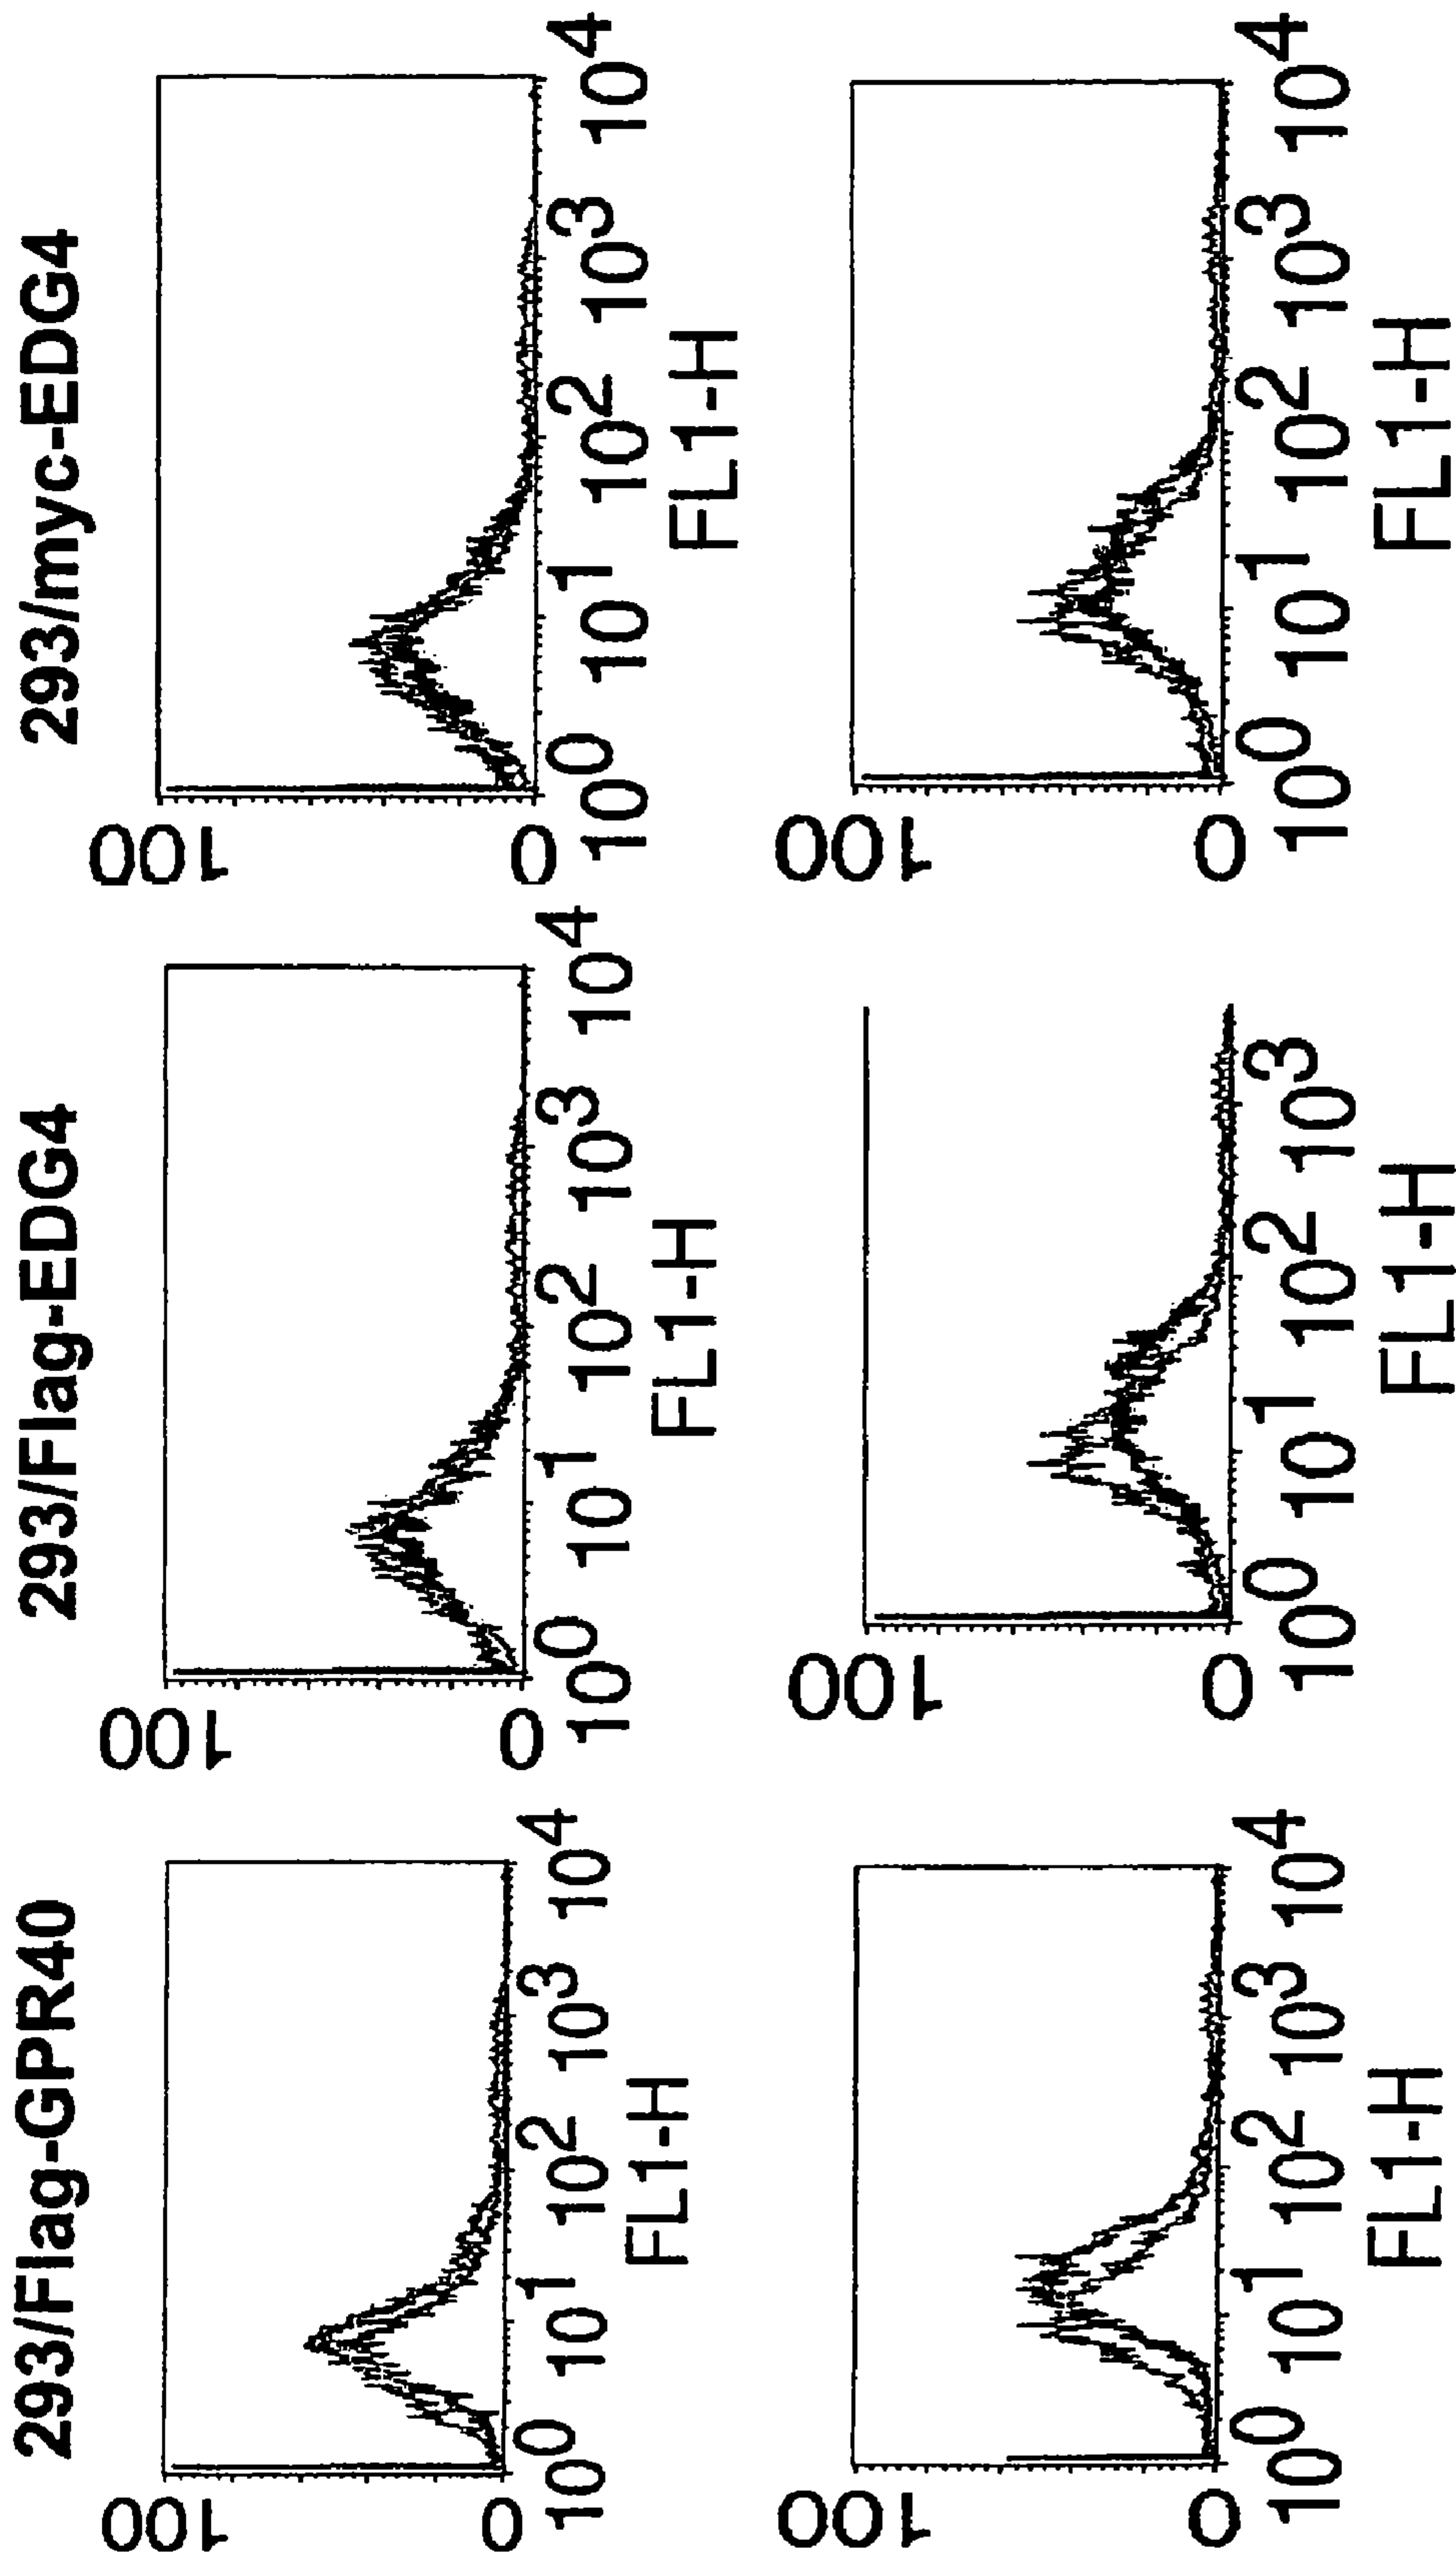 293/Flag-GPR40 293/Flag-EDG4 293/myc-EDG4
100 100 100
0 0 0
10⁰ 10¹ 10² 10³ 10⁴ 10⁰ 10¹ 10² 10³ 10⁴ 10⁰ 10¹ 10² 10³ 10⁴
FL1-H FL1-H FL1-H
100 100 100
0 0 0
10⁰ 10¹ 10² 10³ 10⁴ 10⁰ 10¹ 10² 10³ 10⁰ 10¹ 10² 10³ 10⁴
FL1-H FL1-H FL1-H